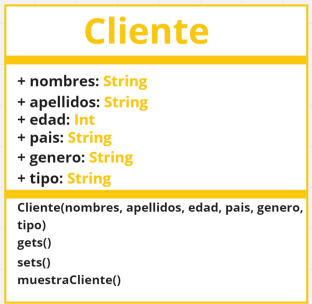 Cliente
+ nombres: String
+ apellidos: String
+ edad: Int
+ pais: String
+ genero: String
+ tipo: String
Cliente(nombres, apellidos, edad, pais, genero,
tipo)
gets()
sets()
muestraCliente()